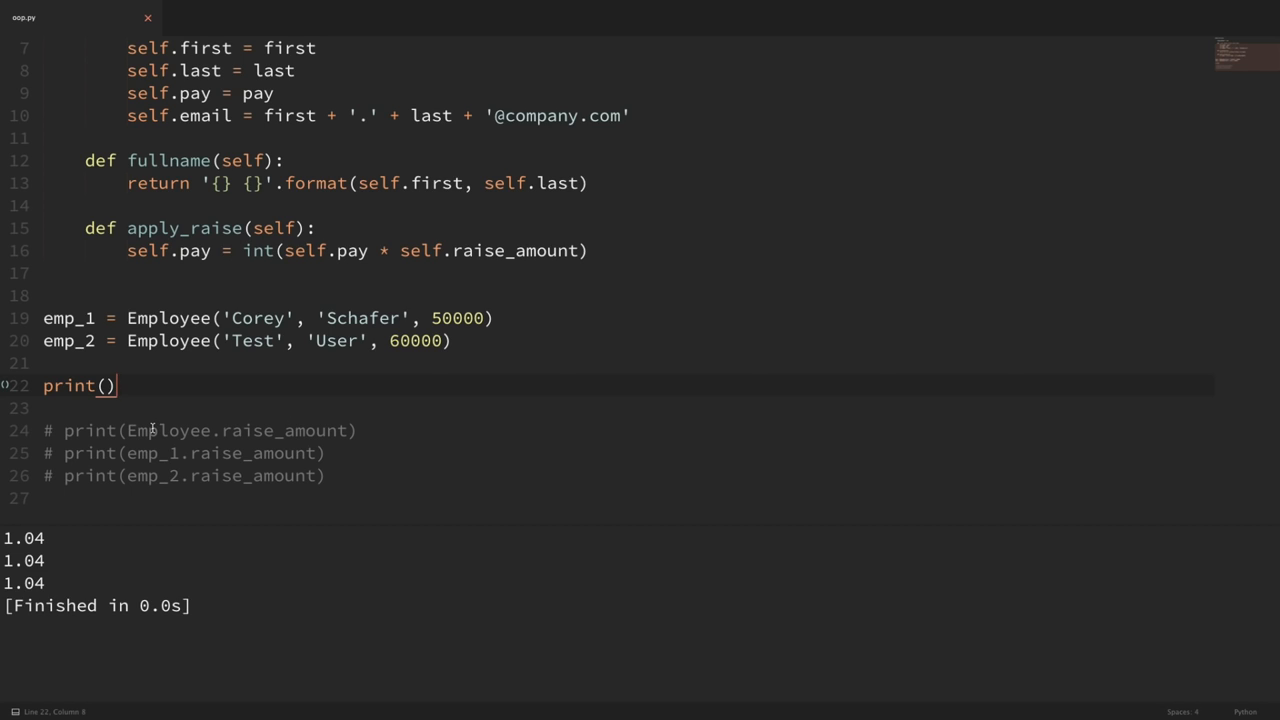 oop.py
7 self.first = first
8 self.last = last
9 self.pay = pay
10 self.email = first + '.' + last + '@company.com'
11
12 def fullname(self):
13 return '{} {}'.format(self.first, self.last)
14
15 def apply_raise(self):
16 self.pay = int(self.pay * self.raise_amount)
17
18
19 emp_1 = Employee('Corey', 'Schafer', 50000)
20 emp_2 = Employee('Test', 'User', 60000)
21
22 print()
23
24 # print(Employee.raise_amount)
25 # print(emp_1.raise_amount)
26 # print(emp_2.raise_amount)
27
1.04
1.04
1.04
[Finished in 0.0s]
Line 22, Column 8 Spaces: 4 Python